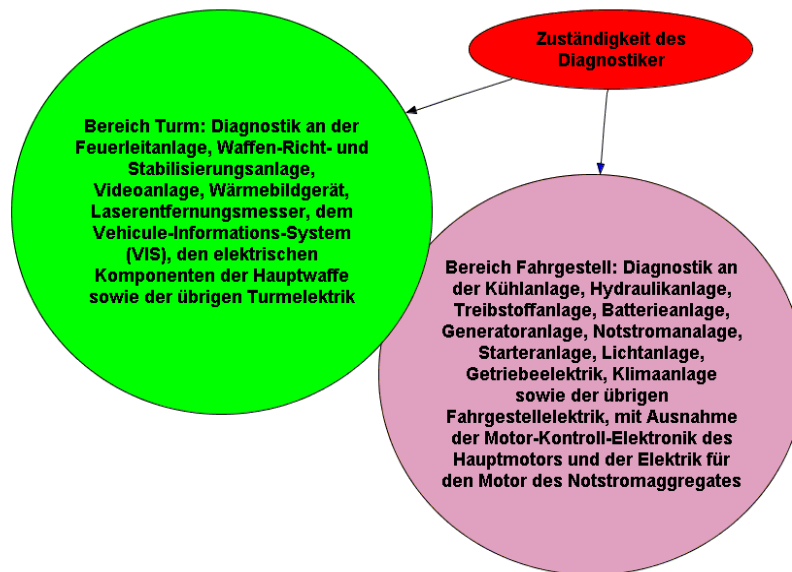 Zuständigkeit des
Diagnostiker
Bereich Turm: Diagnostik an der
Feuerleitanlage, Waffen-Richt- und
Stabilisierungsanlage,
Videoanlage, Wärmebildgerät,
Laserentfernungsmesser, dem
Vehicule-Informations-System
(VIS), den elektrischen
Komponenten der Hauptwaffe
sowie der übrigen Turmelektrik
Bereich Fahrgestell: Diagnostik an
der Kühlanlage, Hydraulikanlage,
Treibstoffanlage, Batterieanlage,
Generatoranlage, Notstromanalage,
Starteranlage, Lichtanlage,
Getriebeelektrik, Klimaanlage
sowie der übrigen
Fahrgestellelektrik, mit Ausnahme
der Motor-Kontroll-Elektronik des
Hauptmotors und der Elektrik für
den Motor des Notstromaggregates